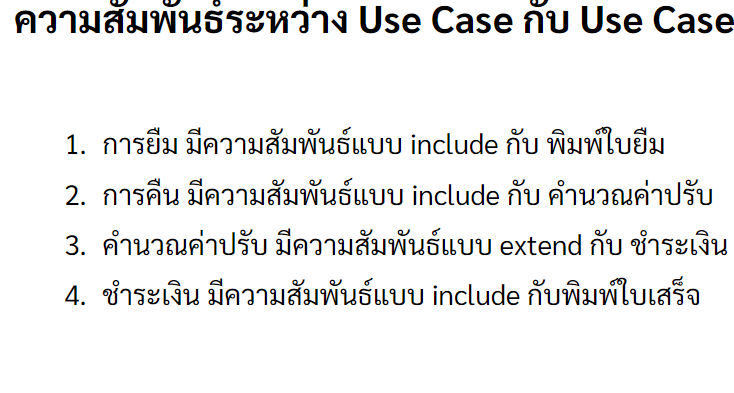 ความสัมพันธ์ระหว่าง Use Case กับ Use Case
1. การยืม มีความสัมพันธ์แบบ include กับ พิมพ์ใบยืม
2. การคืน มีความสัมพันธ์แบบ include กับ คำนวณค่าปรับ
3. คำนวณค่าปรับ มีความสัมพันธ์แบบ extend กับ ชำระเงิน
4. ชำระเงิน มีความสัมพันธ์แบบ include กับพิมพ์ใบเสร็จ